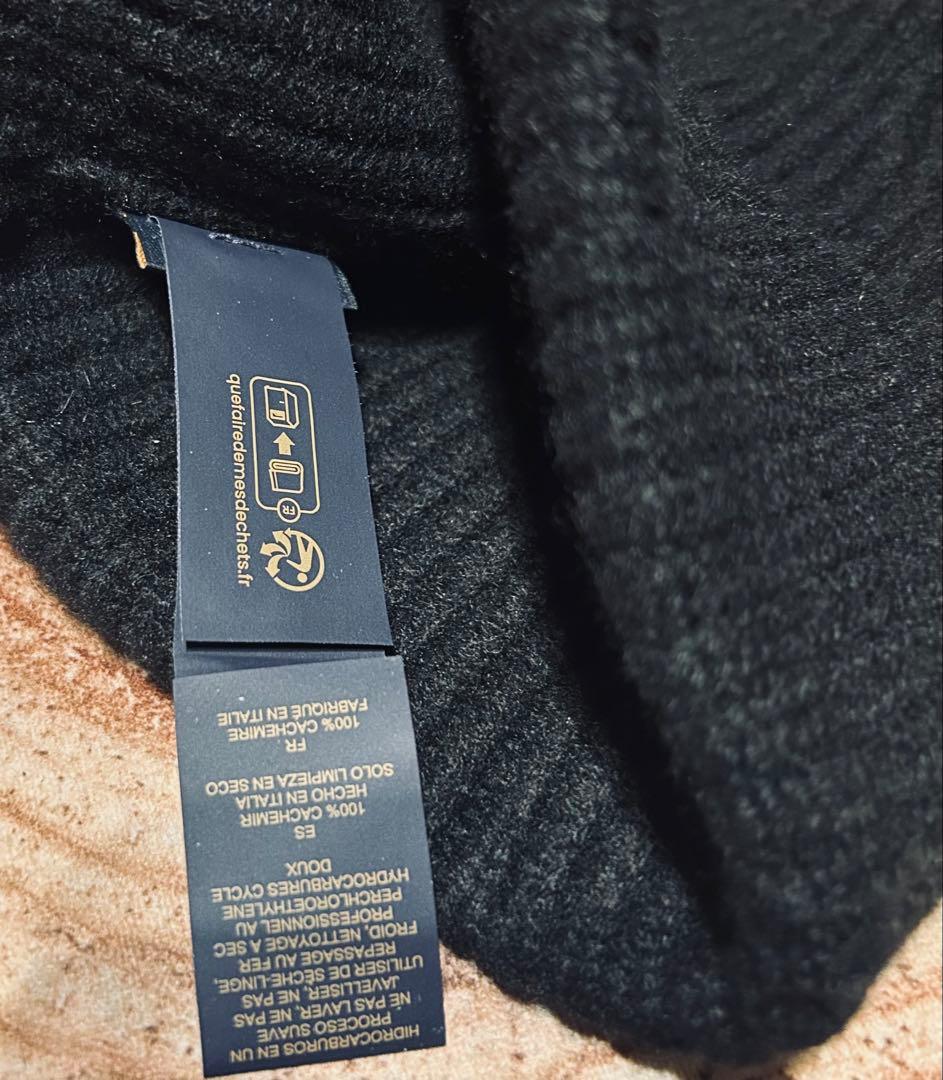 HIDROCARBUROS EN UN
PROCESO SUAVE
NE PAS LAVER, NE PAS
JAVELLISER, NE PAS
UTILISER DE SÈCHE-LINGE,
REPASSAGE AU FER
FROID, NETTOYAGE A SEC
PROFESSIONNEL AU
PERCHLOROETHYLENE
HYDROCARBURES CYCLE
DOUX
ES
100% CACHEMIR
HECHO EN ITALIA
SOLO LIMPIEZA EN SECO
FR
100% CACHEMIRE
FABRIQUÉ EN ITALIE
FR
quefairedemesdechets.fr